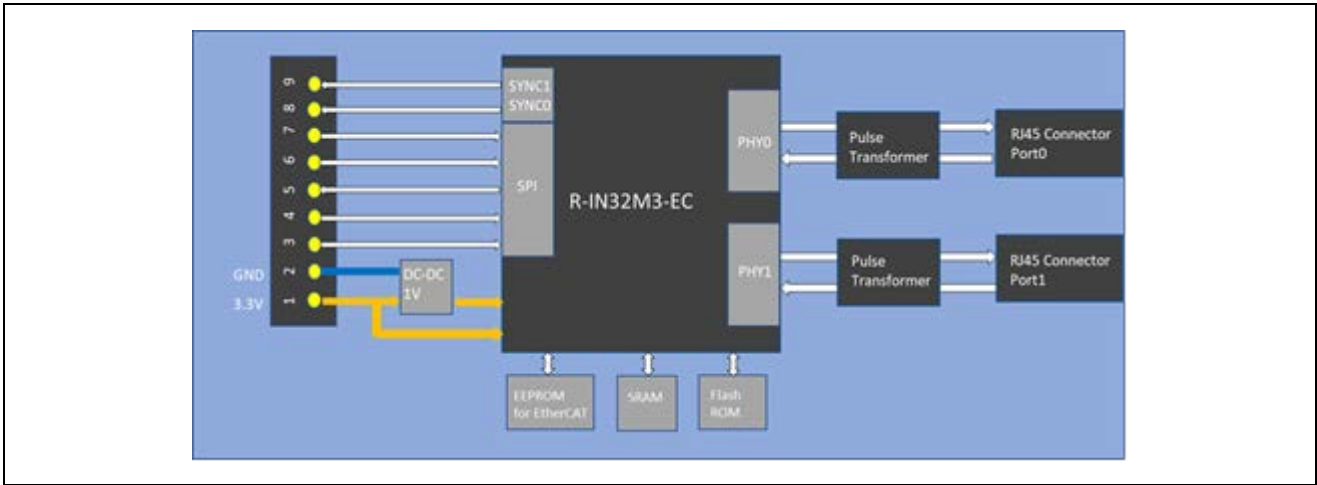 9
8
7
6
5
4
3
GND 2
3.3V 1
DC-DC
1V
SYNC1
SYNC0
SPI
R-IN32M3-EC
PHY0
PHY1
Pulse
Transformer
RJ45 Connector
Port0
Pulse
Transformer
RJ45 Connector
Port1
EEPROM
for EtherCAT
SRAM
Flash
ROM